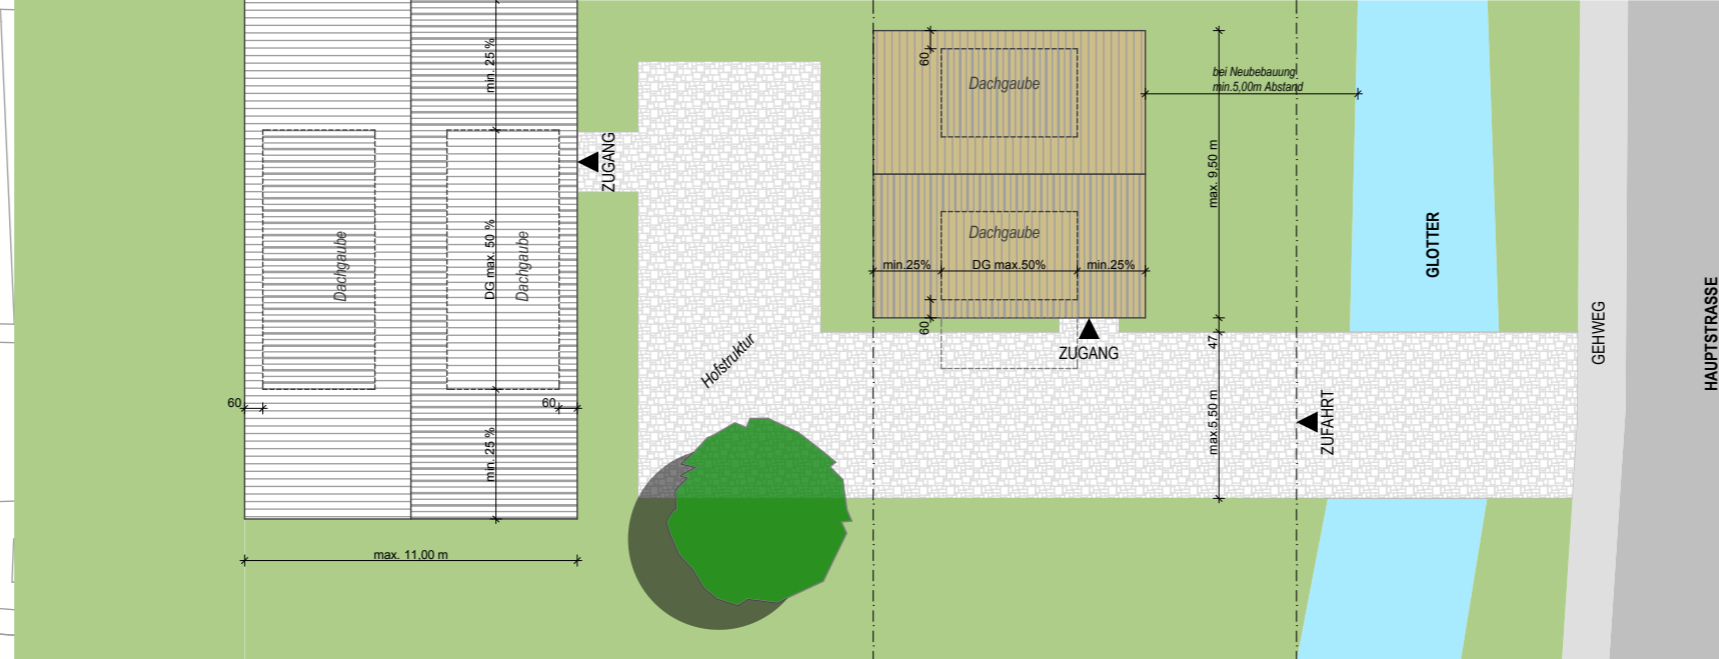 min. 25 %
Dachgaube
DG max. 50 %
Dachgaube
60
60
min. 25 %
max. 11,00 m
ZUGANG
Hofstruktur
60
Dachgaube
Dachgaube
min.25%
DG max.50%
min.25%
60
ZUGANG
bei Neubebauung
min.5,00m Abstand
max. 9,50 m
47
max.5,50 m
ZUFAHRT
GLOTTER
GEHWEG
HAUPTSTRASSE